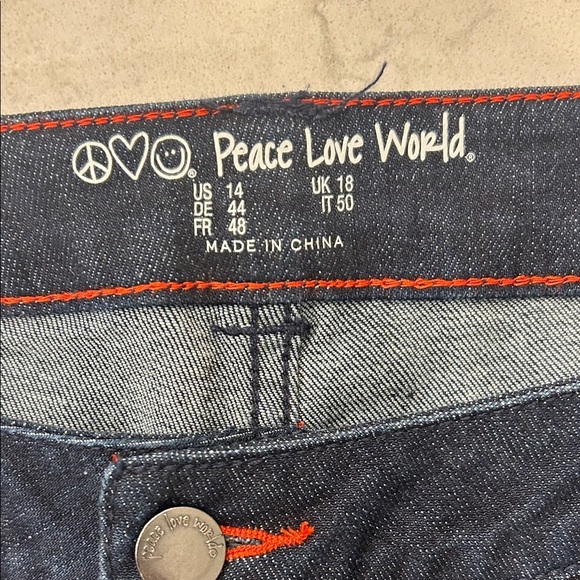 Peace Love World®
US 14 UK 18
DE 44 IT 50
FR 48
MADE IN CHINA
peace love world